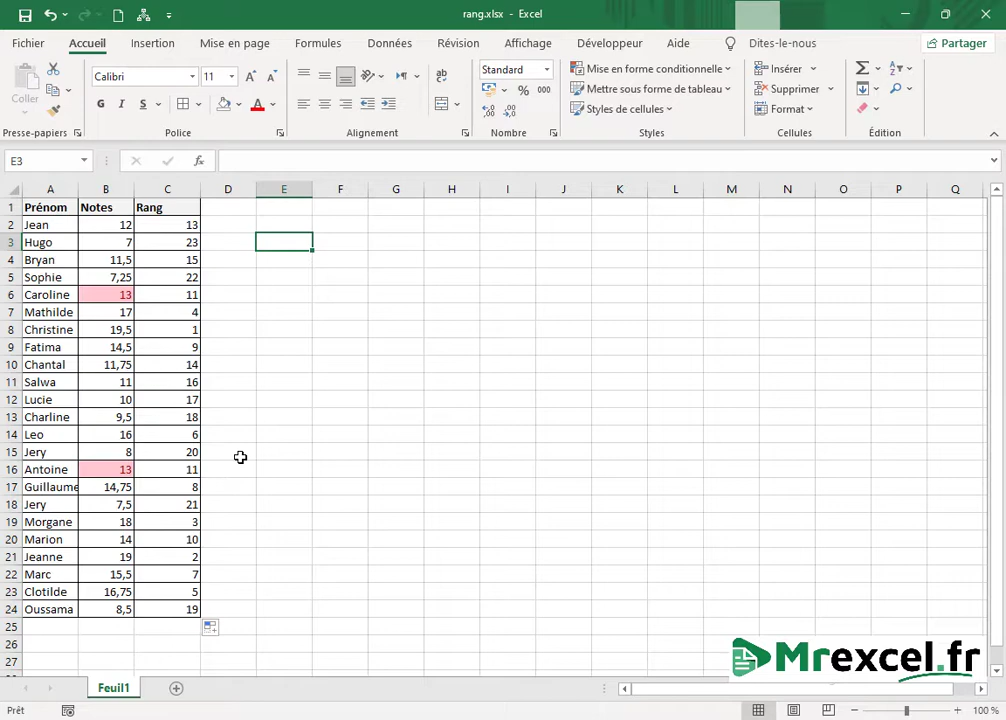 rang.xlsx - Excel
Fichier Accueil Insertion Mise en page Formules Données Révision Affichage Développeur Aide Dites-le-nous Partager
Coller
Presse-papiers
Calibri 11
G I S A
Police
Alignement
Standard
% 000
Nombre
Mise en forme conditionnelle
Mettre sous forme de tableau
Styles de cellules
Styles
Insérer
Supprimer
Format
Cellules
Édition
E3 fx
A B C D E F G H I J K L M N O P Q
1 Prénom Notes Rang
2 Jean 12 13
3 Hugo 7 23
4 Bryan 11,5 15
5 Sophie 7,25 22
6 Caroline 13 11
7 Mathilde 17 4
8 Christine 19,5 1
9 Fatima 14,5 9
10 Chantal 11,75 14
11 Salwa 11 16
12 Lucie 10 17
13 Charline 9,5 18
14 Leo 16 6
15 Jery 8 20
16 Antoine 13 11
17 Guillaume 14,75 8
18 Jery 7,5 21
19 Morgane 18 3
20 Marion 14 10
21 Jeanne 19 2
22 Marc 15,5 7
23 Clotilde 16,75 5
24 Oussama 8,5 19
25
26
27
Mrexcel.fr
Feuil1
Prêt
100 %